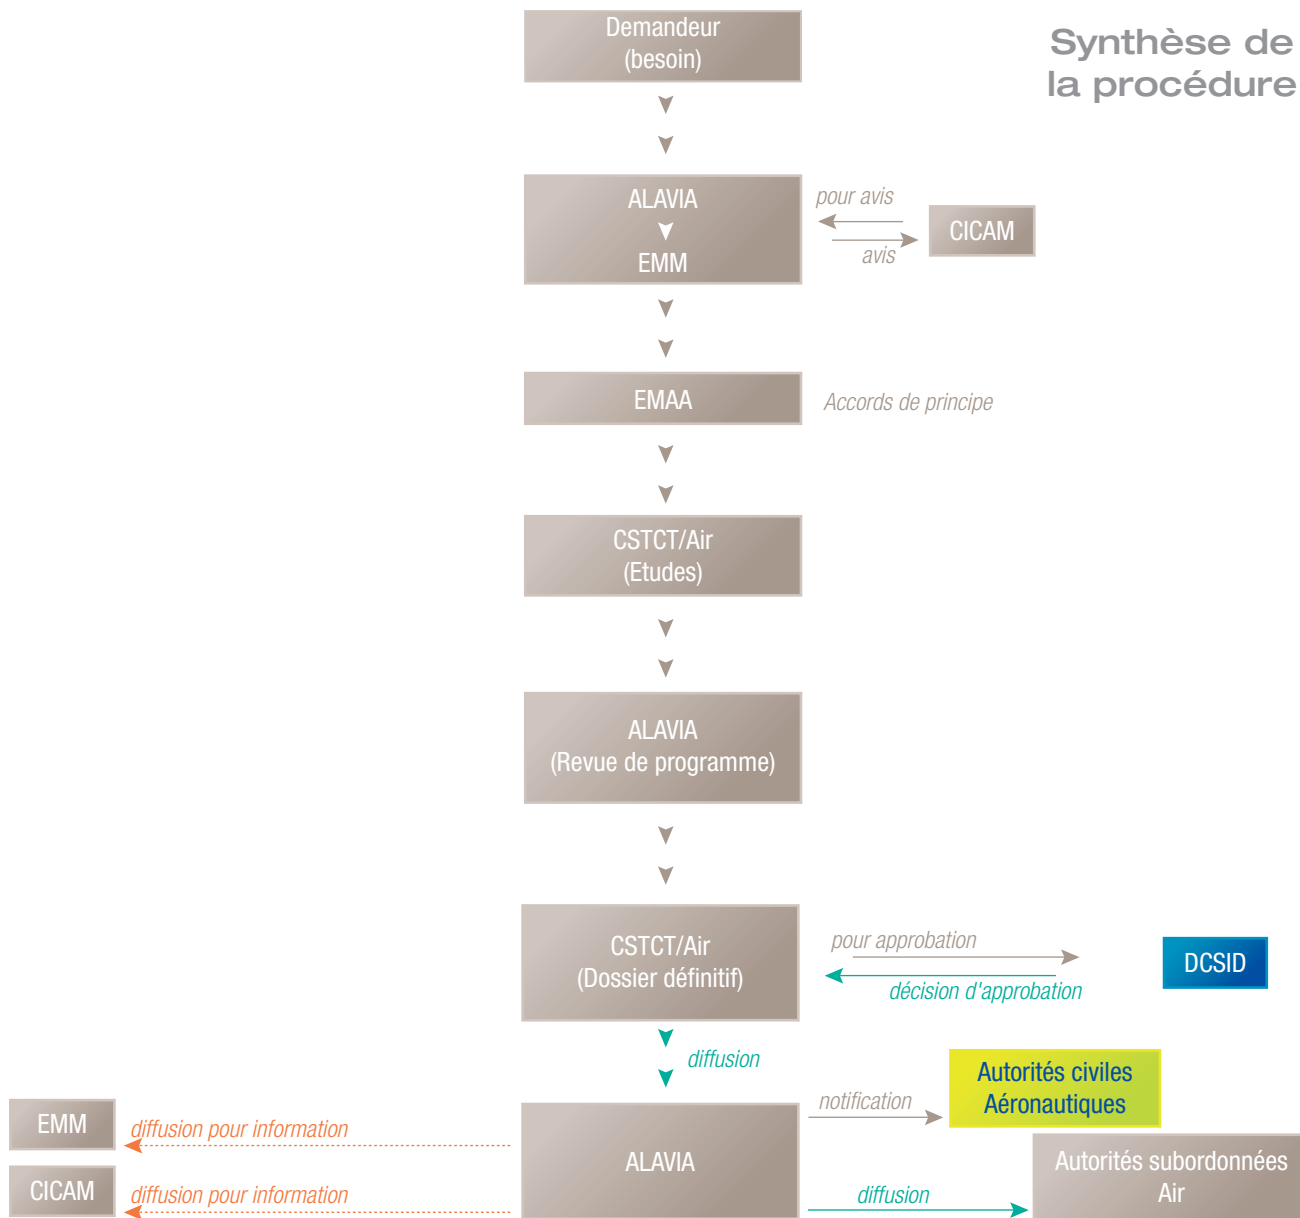 Synthèse de
la procédure
Demandeur
(besoin)
ALAVIA
EMM
pour avis
avis
CICAM
EMAA
Accords de principe
CSTCT/Air
(Etudes)
ALAVIA
(Revue de programme)
CSTCT/Air
(Dossier définitif)
pour approbation
décision d'approbation
DCSID
diffusion
Autorités civiles
Aéronautiques
notification
EMM
diffusion pour information
ALAVIA
Autorités subordonnées
Air
CICAM
diffusion pour information
diffusion